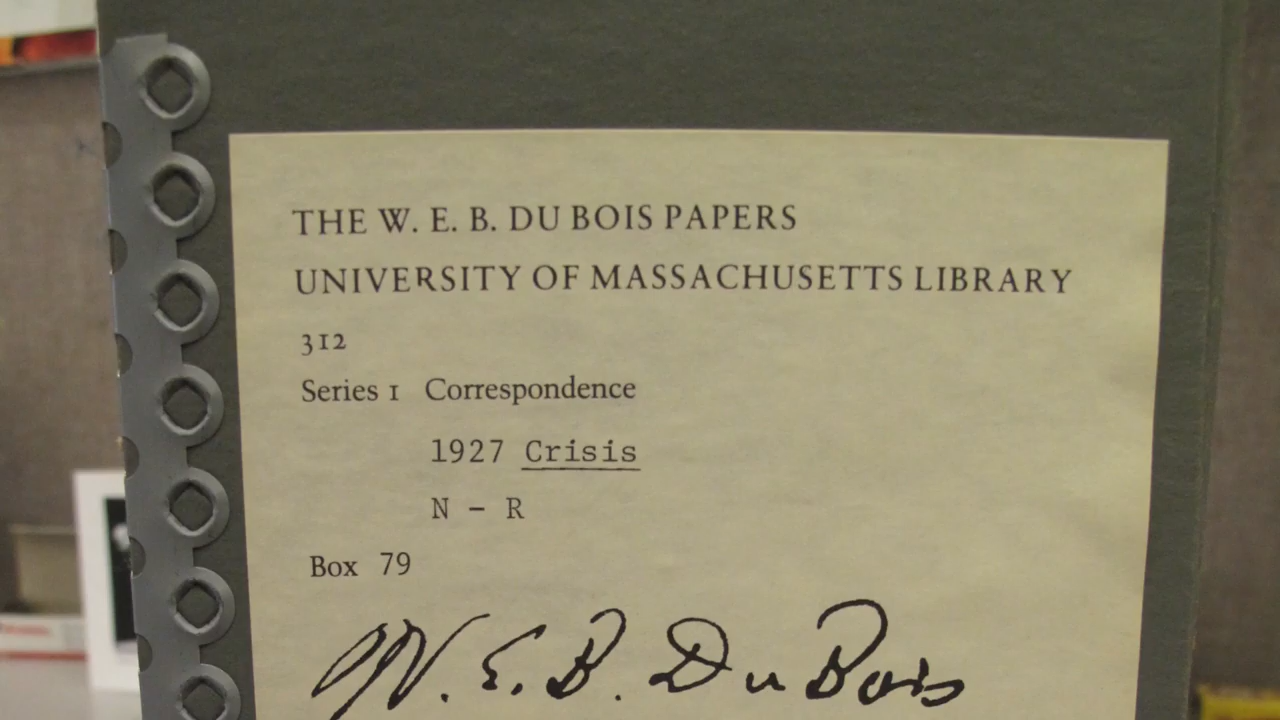 THE W. E. B. DU BOIS PAPERS
UNIVERSITY OF MASSACHUSETTS LIBRARY
312
Series 1 Correspondence
1927 Crisis
N - R
Box 79
W. E. B. Du Bois